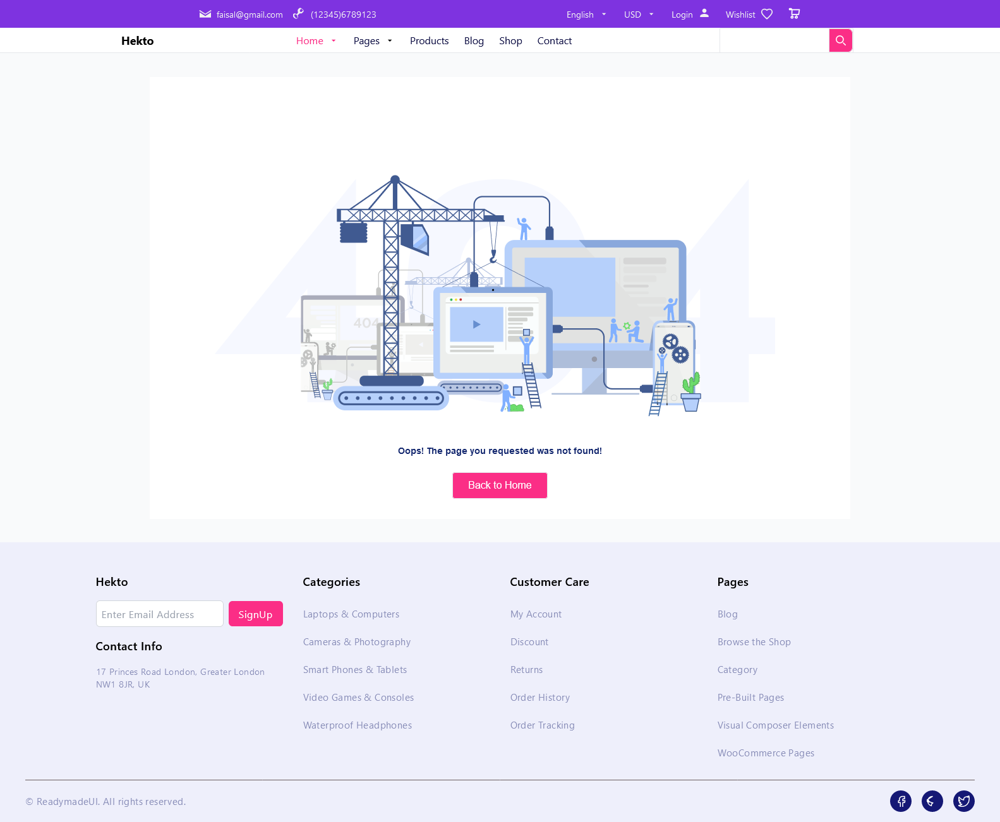 faisal@gmail.com (12345)6789123 English USD Login Wishlist
Hekto Home Pages Products Blog Shop Contact
404
404
Oops! The page you requested was not found!
Back to Home
Hekto
Enter Email Address SignUp
Contact Info
17 Princes Road London, Greater London
NW1 8JR, UK
Categories
Laptops & Computers
Cameras & Photography
Smart Phones & Tablets
Video Games & Consoles
Waterproof Headphones
Customer Care
My Account
Discount
Returns
Order History
Order Tracking
Pages
Blog
Browse the Shop
Category
Pre-Built Pages
Visual Composer Elements
WooCommerce Pages
© ReadymadeUI. All rights reserved.